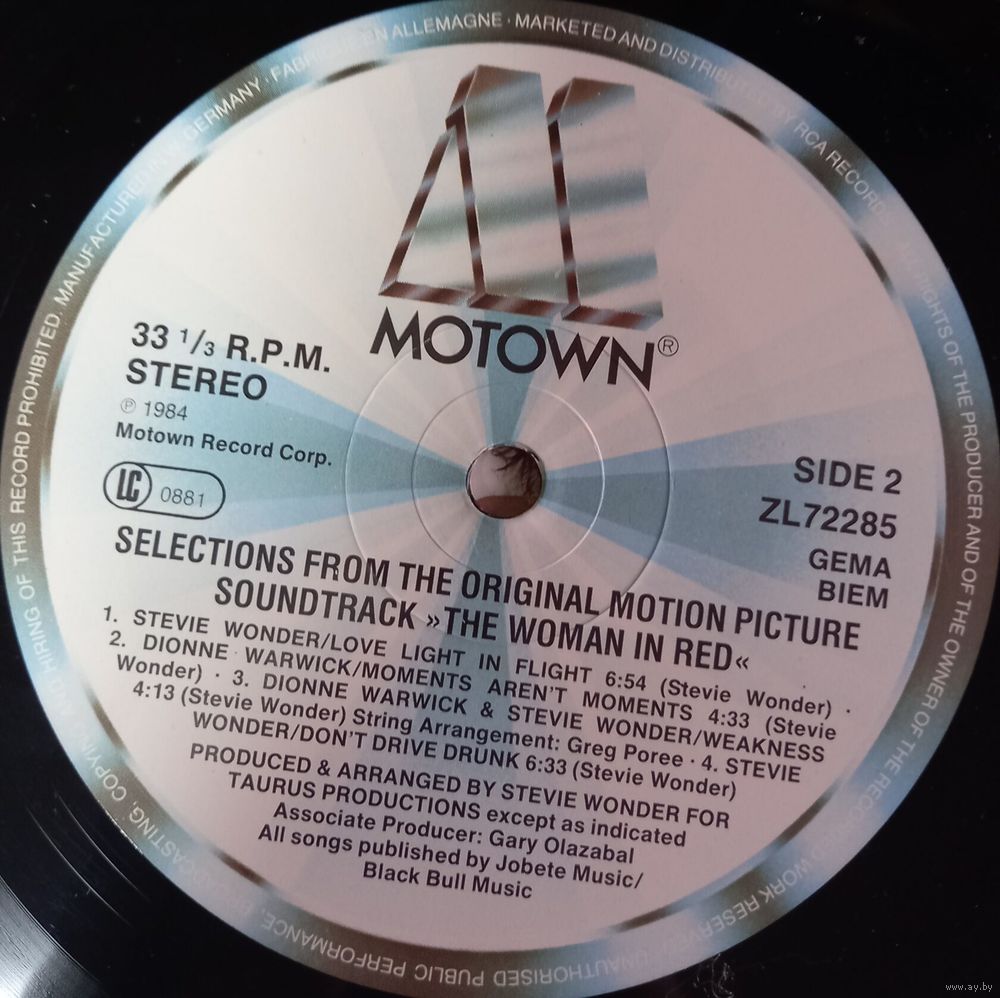 MOTOWN®
33 1/3 R.P.M.
STEREO
℗ 1984
Motown Record Corp.
LC 0881
SIDE 2
ZL72285
GEMA
BIEM
SELECTIONS FROM THE ORIGINAL MOTION PICTURE
SOUNDTRACK »THE WOMAN IN RED«
1. STEVIE WONDER/LOVE LIGHT IN FLIGHT 6:54 (Stevie Wonder) ·
2. DIONNE WARWICK/MOMENTS AREN'T MOMENTS 4:33 (Stevie
Wonder) · 3. DIONNE WARWICK & STEVIE WONDER/WEAKNESS
4:13 (Stevie Wonder) String Arrangement: Greg Poree · 4. STEVIE
WONDER/DON'T DRIVE DRUNK 6:33 (Stevie Wonder)
PRODUCED & ARRANGED BY STEVIE WONDER FOR
TAURUS PRODUCTIONS except as indicated
Associate Producer: Gary Olazabal
All songs published by Jobete Music/
Black Bull Music
MANUFACTURED IN W. GERMANY · FABRIQUÉ EN ALLEMAGNE · MARKETED AND DISTRIBUTED BY RCA RECORD · ALL RIGHTS OF THE PRODUCER AND OF THE OWNER OF THE RECORDED WORK RESERVED. UNAUTHORISED PUBLIC PERFORMANCE, BROADCASTING, COPYING AND HIRING OF THIS RECORD PROHIBITED.
www.ay.by